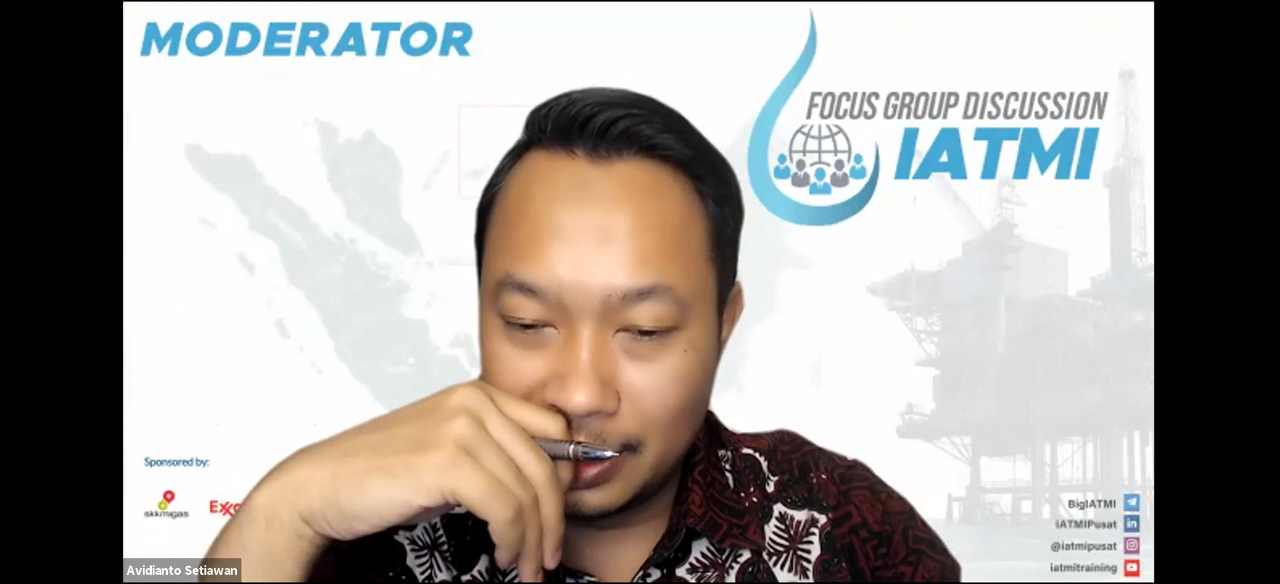 MODERATOR
FOCUS GROUP DISCUSSION
IATMI
Sponsored by:
skkmigas
BigIATMI
IATMIPusat
@iatmipusat
iatmitraining
Avidianto Setiawan